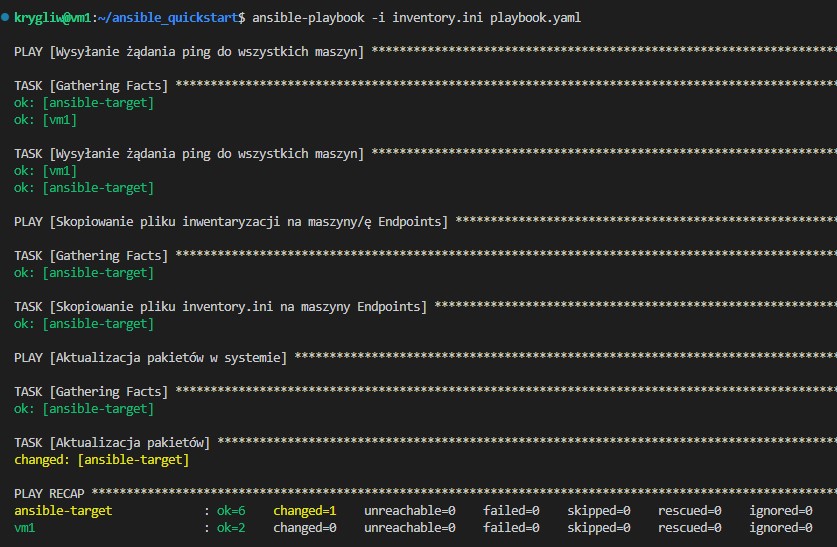 krygliw@vm1:~/ansible_quickstart$ ansible-playbook -i inventory.ini playbook.yaml
PLAY [Wysyłanie żądania ping do wszystkich maszyn] *******************************************************************
TASK [Gathering Facts] ***********************************************************************************************
ok: [ansible-target]
ok: [vm1]
TASK [Wysyłanie żądania ping do wszystkich maszyn] *******************************************************************
ok: [vm1]
ok: [ansible-target]
PLAY [Skopiowanie pliku inwentaryzacji na maszyny/ę Endpoints] *******************************************************
TASK [Gathering Facts] ***********************************************************************************************
ok: [ansible-target]
TASK [Skopiowanie pliku inventory.ini na maszyny Endpoints] **********************************************************
ok: [ansible-target]
PLAY [Aktualizacja pakietów w systemie] ******************************************************************************
TASK [Gathering Facts] ***********************************************************************************************
ok: [ansible-target]
TASK [Aktualizacja pakietów] *****************************************************************************************
changed: [ansible-target]
PLAY RECAP ***********************************************************************************************************
ansible-target : ok=6 changed=1 unreachable=0 failed=0 skipped=0 rescued=0 ignored=0
vm1 : ok=2 changed=0 unreachable=0 failed=0 skipped=0 rescued=0 ignored=0